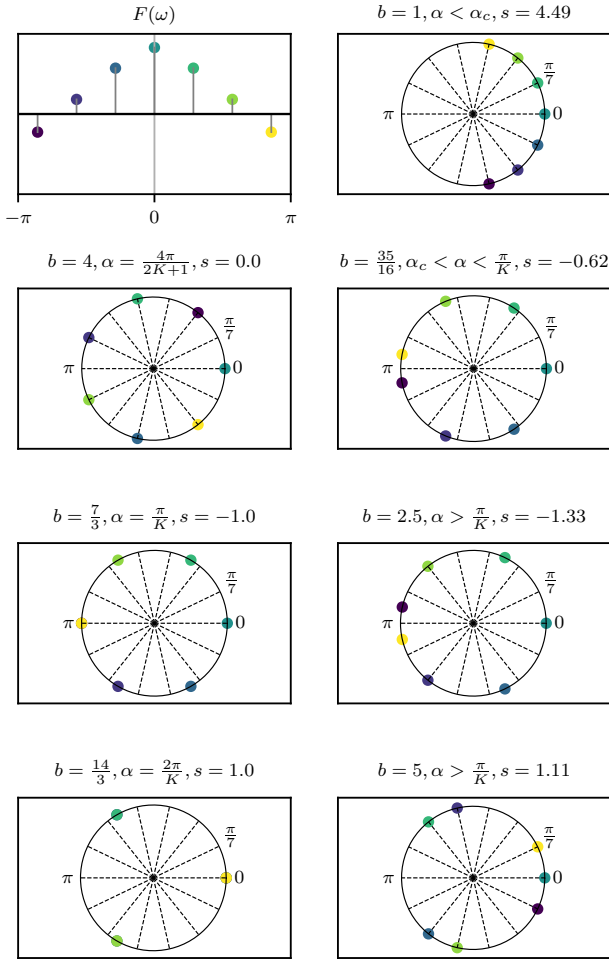 F(ω)
−π 0 π
b = 1, α < α_c, s = 4.49
π/7
π 0
b = 4, α = 4π/(2K+1), s = 0.0
π/7
π 0
b = 35/16, α_c < α < π/K, s = −0.62
π/7
π 0
b = 7/3, α = π/K, s = −1.0
π/7
π 0
b = 2.5, α > π/K, s = −1.33
π/7
π 0
b = 14/3, α = 2π/K, s = 1.0
π/7
π 0
b = 5, α > π/K, s = 1.11
π/7
π 0